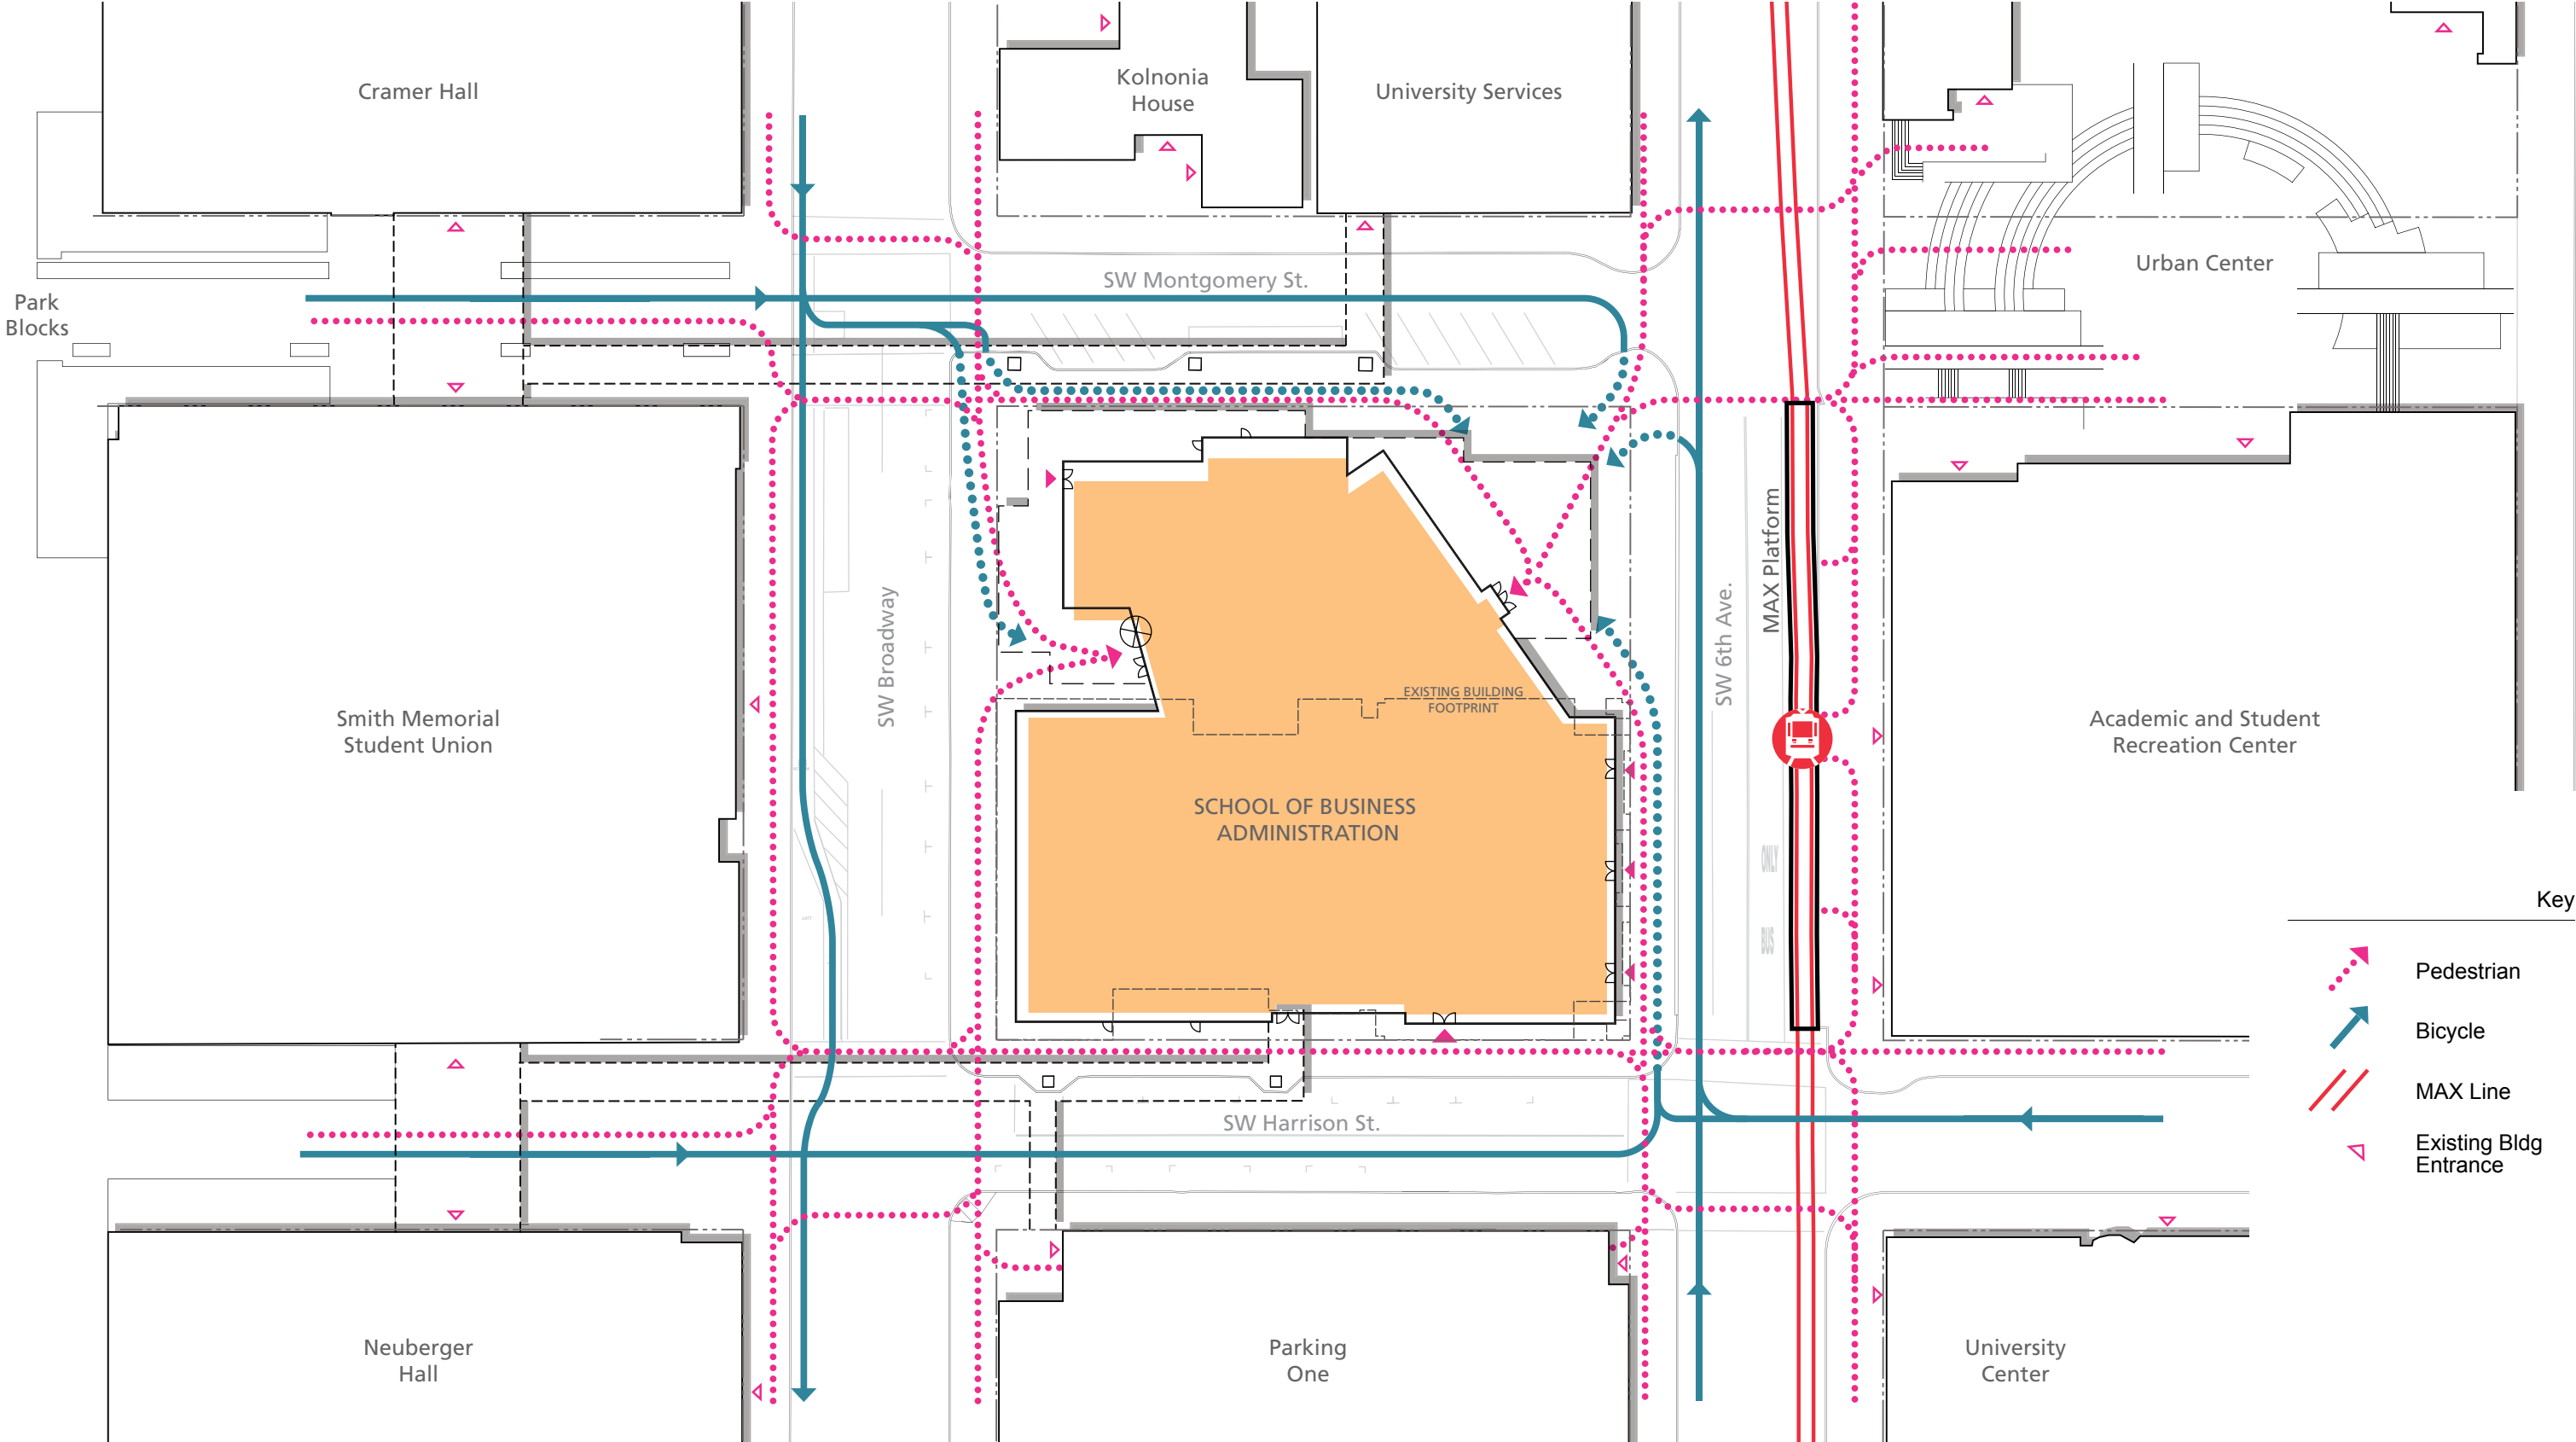 Cramer Hall
Kolnonia
House
University Services
Park
Blocks
SW Montgomery St.
Urban Center
SW Broadway
SW 6th Ave.
MAX Platform
EXISTING BUILDING
FOOTPRINT
Smith Memorial
Student Union
SCHOOL OF BUSINESS
ADMINISTRATION
Academic and Student
Recreation Center
ONLY
BUS
SW Harrison St.
Neuberger
Hall
Parking
One
University
Center
Key
Pedestrian
Bicycle
MAX Line
Existing Bldg
Entrance